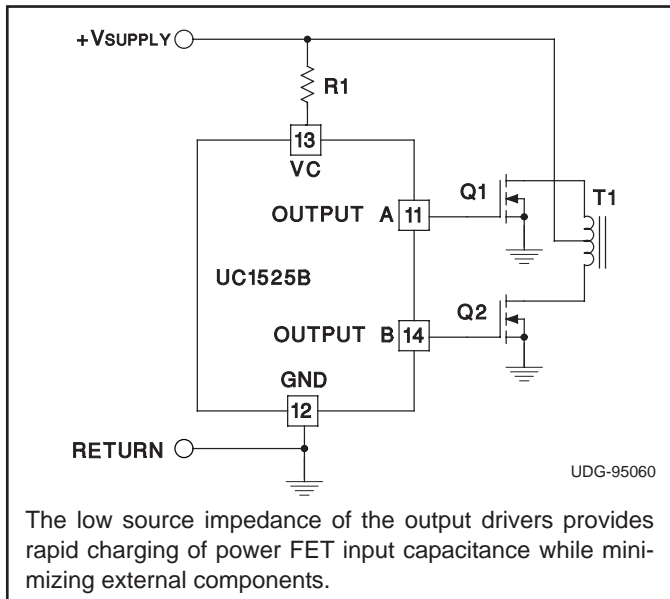 +VSUPPLY
R1
13
VC
Q1
T1
OUTPUT A 11
UC1525B
Q2
OUTPUT B 14
GND
12
RETURN
UDG-95060
The low source impedance of the output drivers provides
rapid charging of power FET input capacitance while mini-
mizing external components.